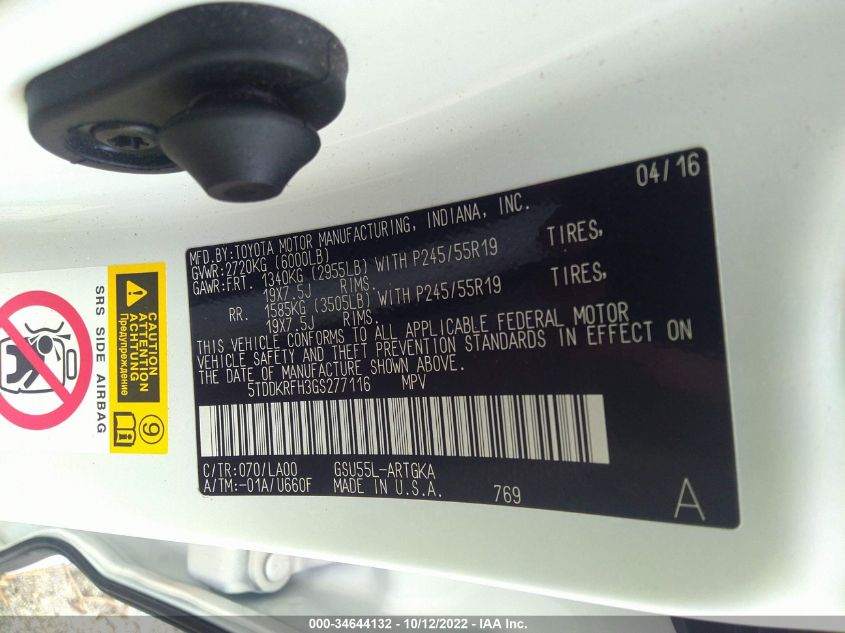 04/16
MFD.BY:TOYOTA MOTOR MANUFACTURING, INDIANA, INC.
GVWR:2720KG (6000LB)
GAWR:FRT. 1340KG (2955LB) WITH P245/55R19 TIRES,
19X7.5J RIMS.
RR. 1585KG (3505LB) WITH P245/55R19 TIRES,
19X7.5J RIMS.
THIS VEHICLE CONFORMS TO ALL APPLICABLE FEDERAL MOTOR
VEHICLE SAFETY AND THEFT PREVENTION STANDARDS IN EFFECT ON
THE DATE OF MANUFACTURE SHOWN ABOVE.
5TDDKRFH3GS277116 MPV
C/TR:070/LA00 GSU55L-ARTGKA
A/TM:-01A/U660F MADE IN U.S.A. 769 A
CAUTION
ATTENTION
ACHTUNG
Предупреждение
SRS SIDE AIRBAG
9
000-34644132 - 10/12/2022 - IAA Inc.